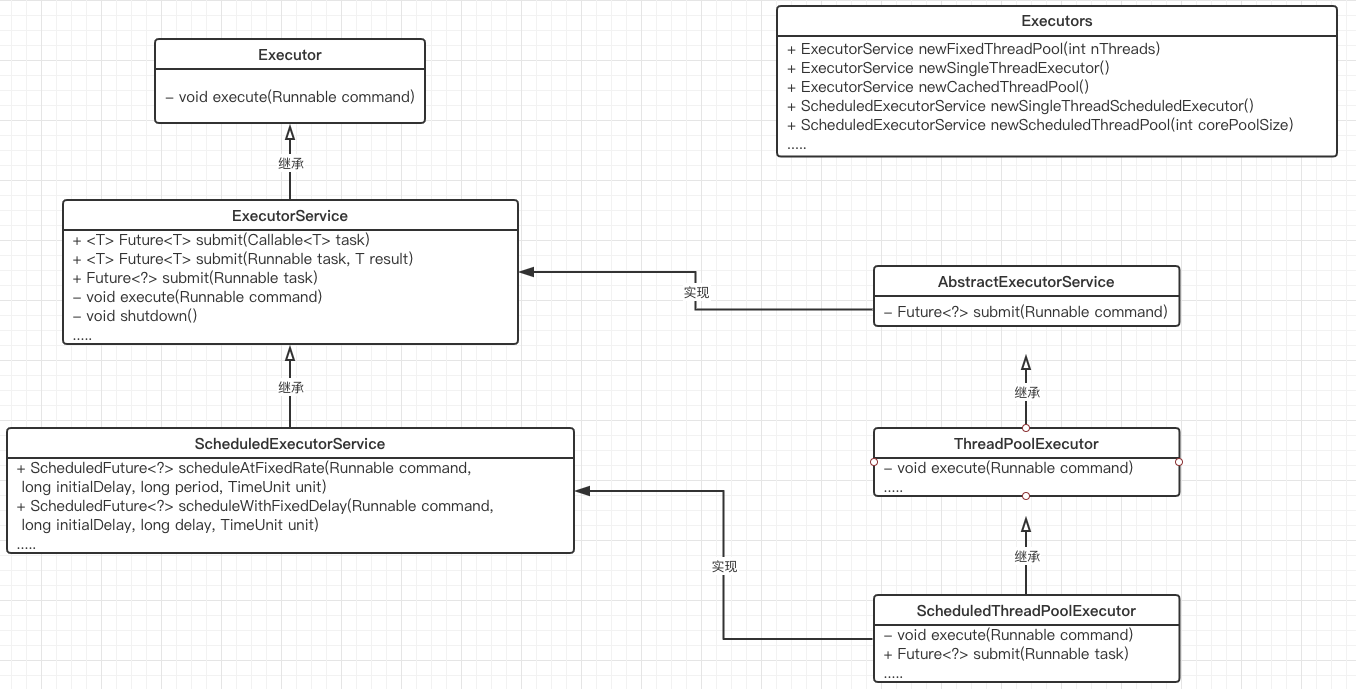 Executor
– void execute(Runnable command)
继承
ExecutorService
+ <T> Future<T> submit(Callable<T> task)
+ <T> Future<T> submit(Runnable task, T result)
+ Future<?> submit(Runnable task)
– void execute(Runnable command)
– void shutdown()
.....
继承
ScheduledExecutorService
+ ScheduledFuture<?> scheduleAtFixedRate(Runnable command,
long initialDelay, long period, TimeUnit unit)
+ ScheduledFuture<?> scheduleWithFixedDelay(Runnable command,
long initialDelay, long delay, TimeUnit unit)
.....
Executors
+ ExecutorService newFixedThreadPool(int nThreads)
+ ExecutorService newSingleThreadExecutor()
+ ExecutorService newCachedThreadPool()
+ ScheduledExecutorService newSingleThreadScheduledExecutor()
+ ScheduledExecutorService newScheduledThreadPool(int corePoolSize)
.....
实现
AbstractExecutorService
– Future<?> submit(Runnable command)
继承
ThreadPoolExecutor
– void execute(Runnable command)
.....
实现
继承
ScheduledThreadPoolExecutor
– void execute(Runnable command)
+ Future<?> submit(Runnable task)
.....